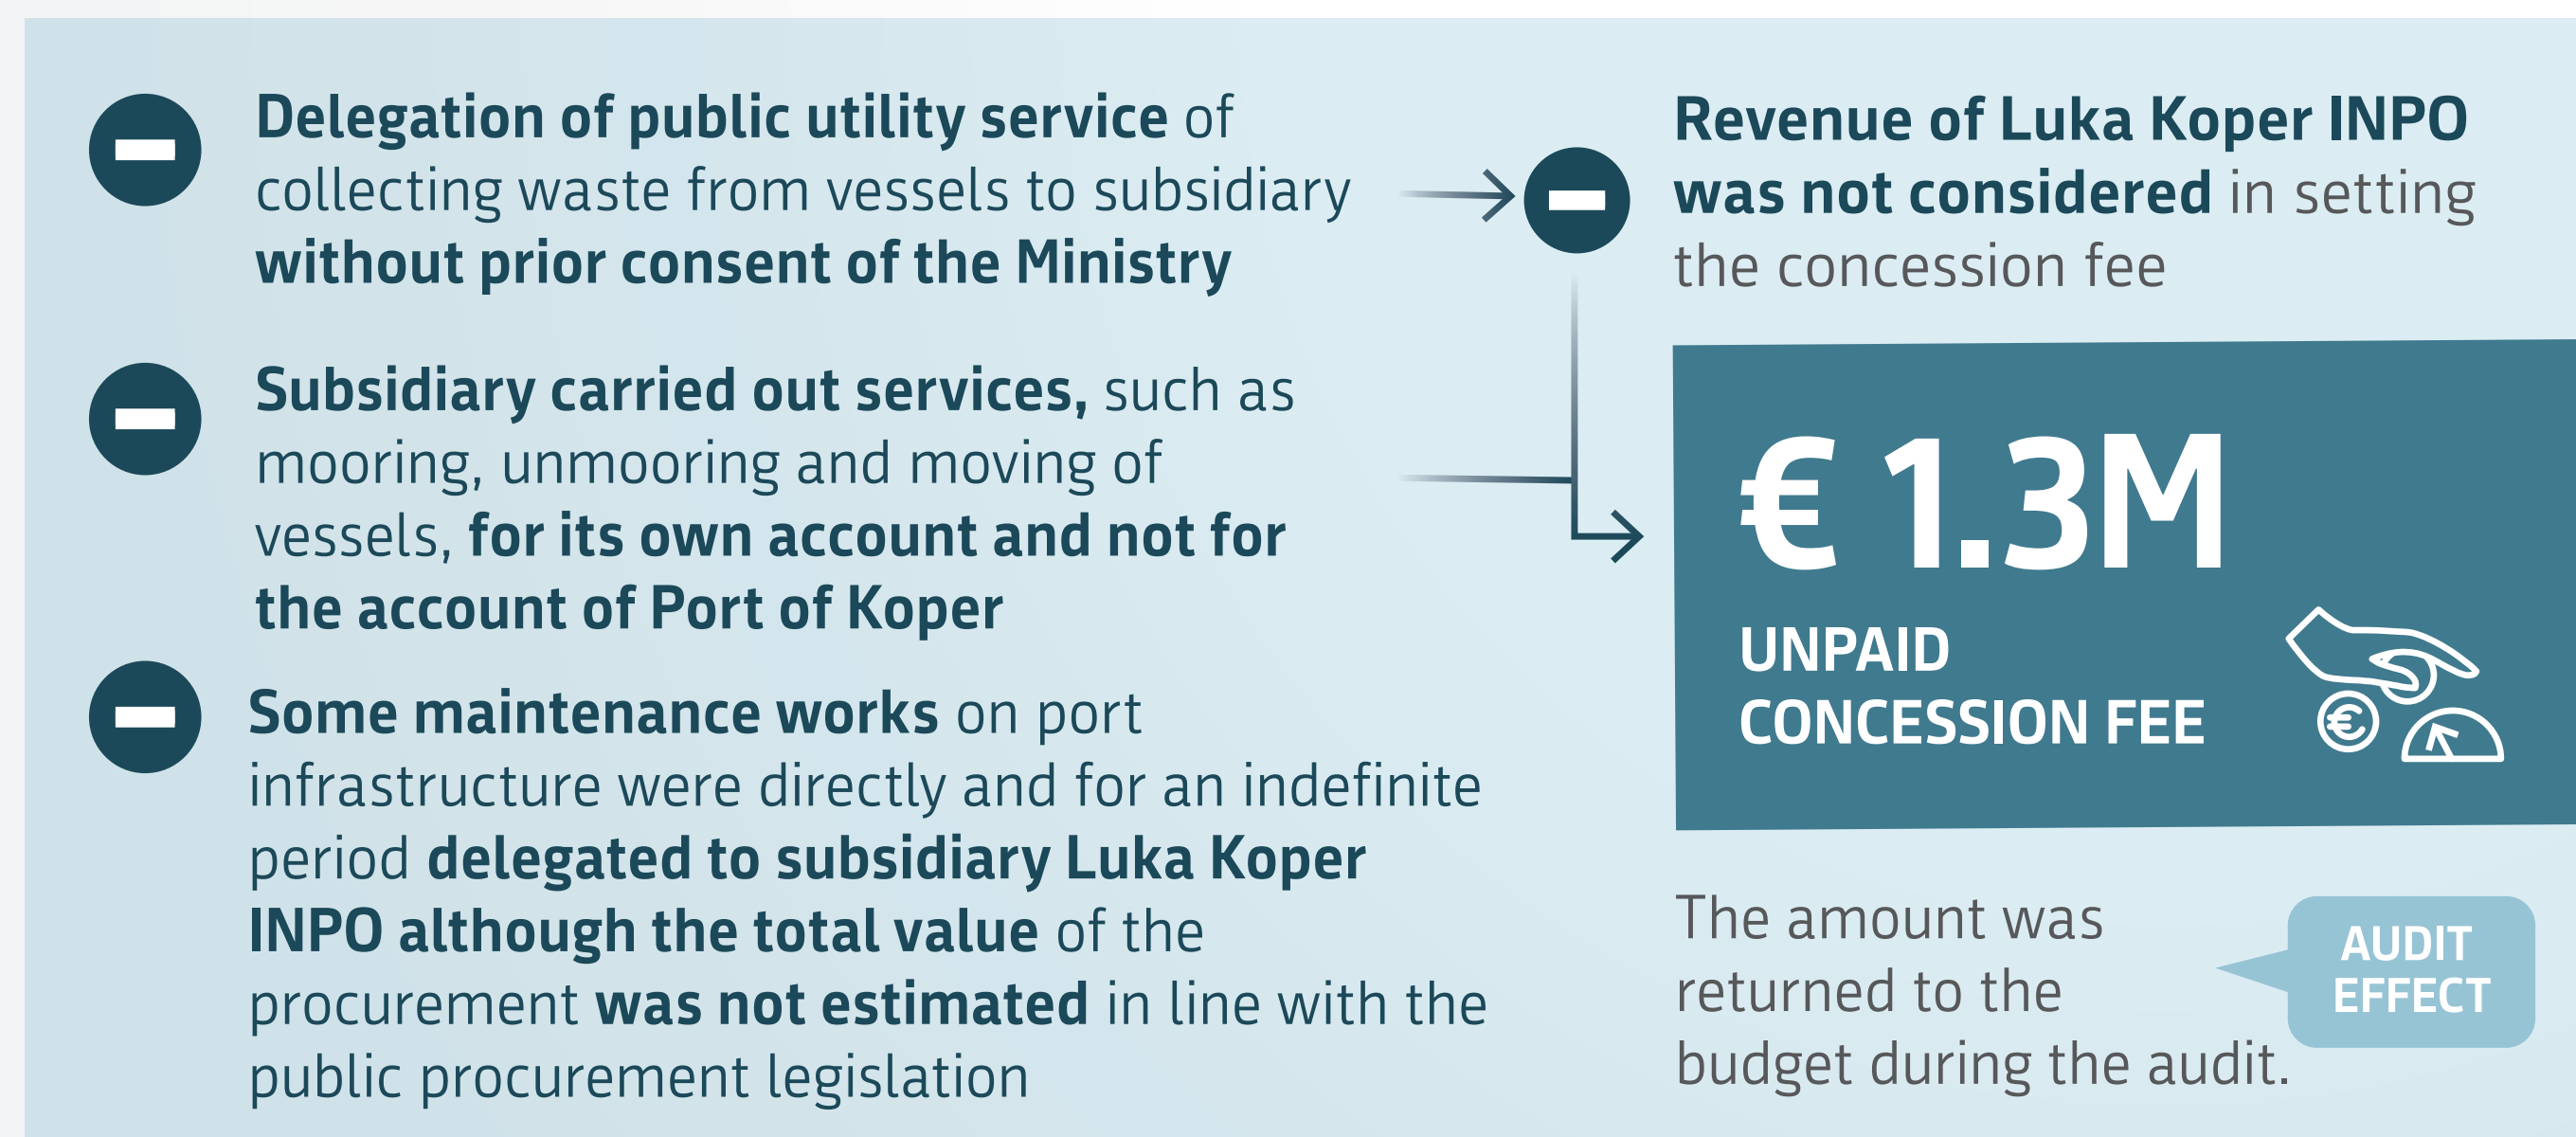 Delegation of public utility service of
collecting waste from vessels to subsidiary
without prior consent of the Ministry
Revenue of Luka Koper INPO
was not considered in setting
the concession fee
Subsidiary carried out services, such as
mooring, unmooring and moving of
vessels, for its own account and not for
the account of Port of Koper
€ 1.3M
UNPAID
CONCESSION FEE
€
Some maintenance works on port
infrastructure were directly and for an indefinite
period delegated to subsidiary Luka Koper
INPO although the total value of the
procurement was not estimated in line with the
public procurement legislation
The amount was
returned to the
budget during the audit.
AUDIT
EFFECT